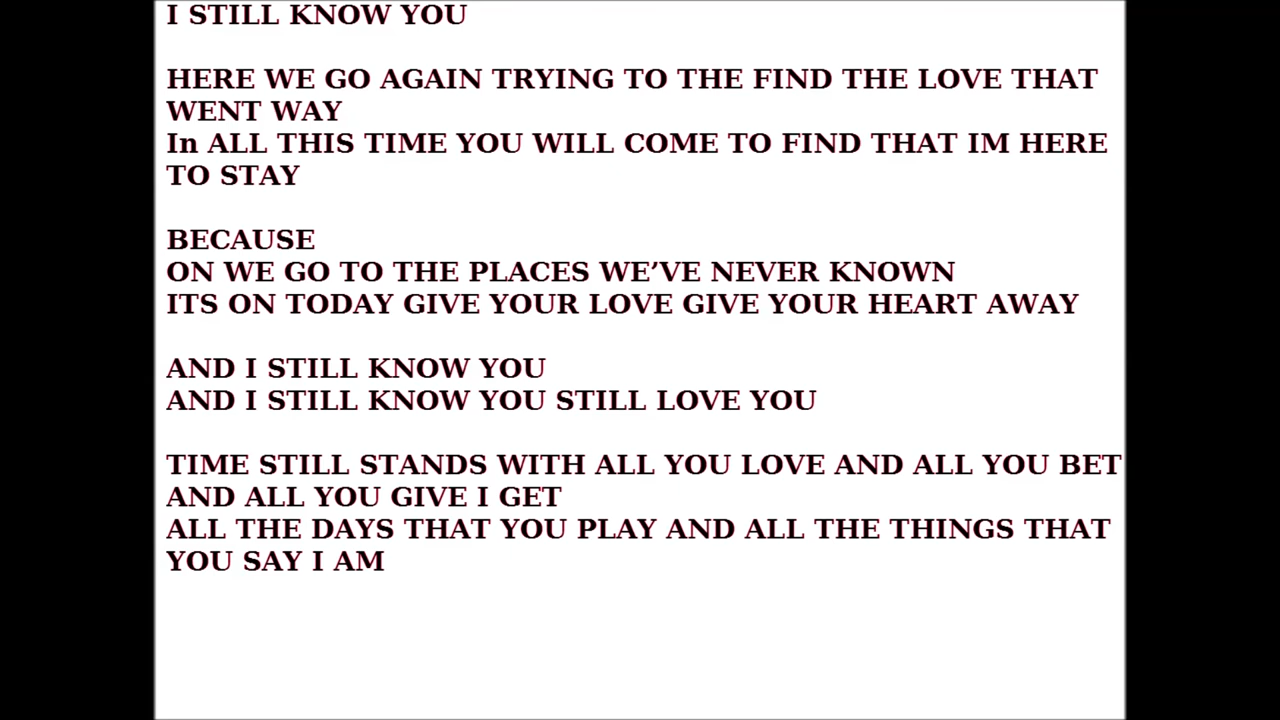 I STILL KNOW YOU
HERE WE GO AGAIN TRYING TO THE FIND THE LOVE THAT
WENT WAY
In ALL THIS TIME YOU WILL COME TO FIND THAT IM HERE
TO STAY
BECAUSE
ON WE GO TO THE PLACES WE’VE NEVER KNOWN
ITS ON TODAY GIVE YOUR LOVE GIVE YOUR HEART AWAY
AND I STILL KNOW YOU
AND I STILL KNOW YOU STILL LOVE YOU
TIME STILL STANDS WITH ALL YOU LOVE AND ALL YOU BET
AND ALL YOU GIVE I GET
ALL THE DAYS THAT YOU PLAY AND ALL THE THINGS THAT
YOU SAY I AM